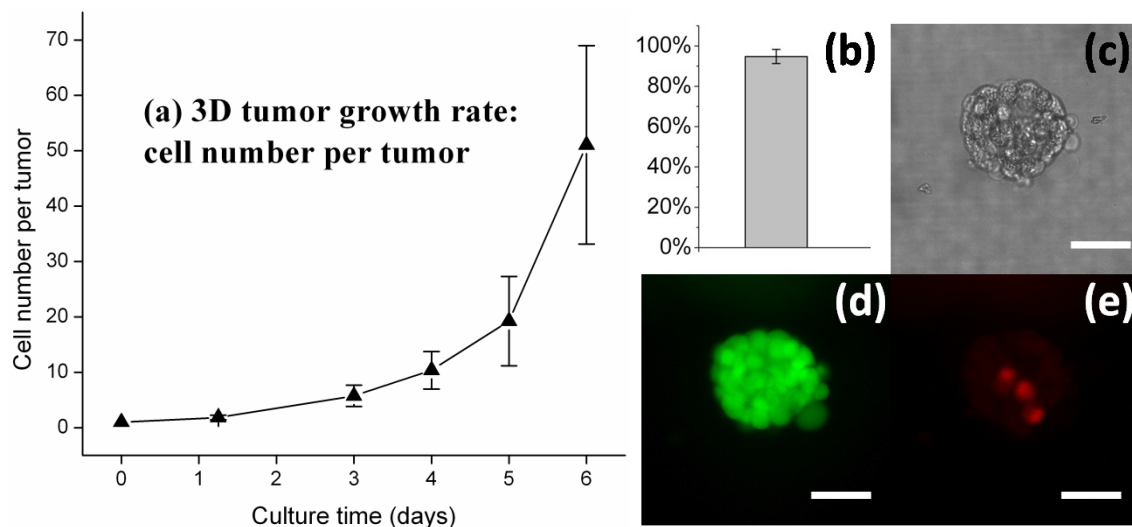 70
60
50
40
30
20
10
0
Cell number per tumor
(a) 3D tumor growth rate:
cell number per tumor
0 1 2 3 4 5 6
Culture time (days)
100%
80%
60%
40%
20%
0%
(b)
(c)
(d)
(e)